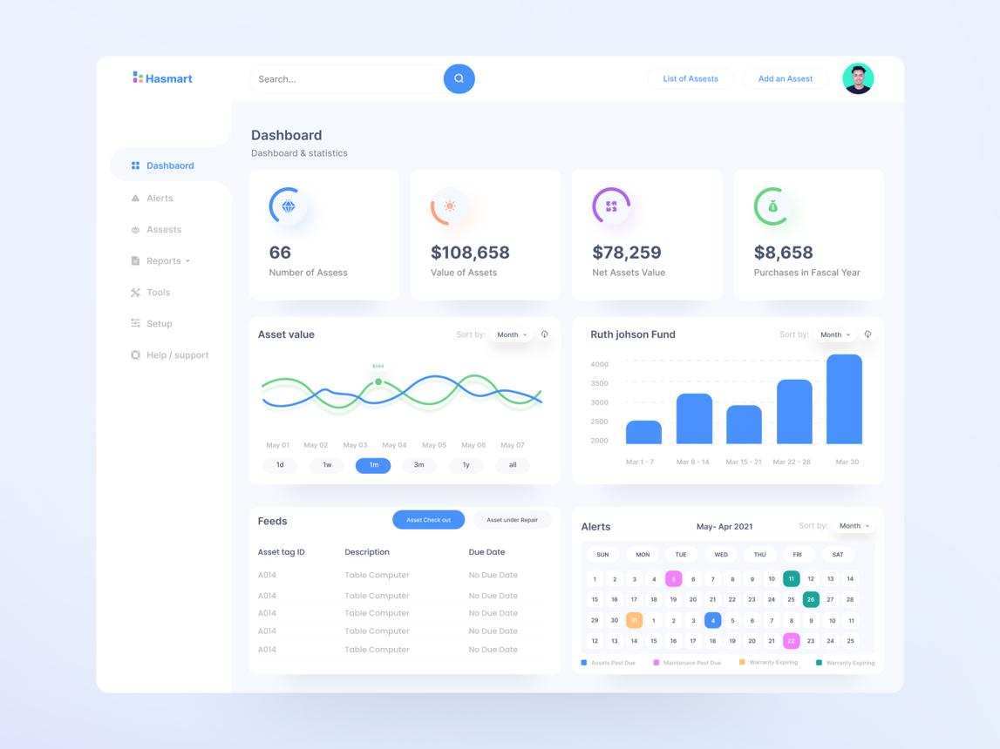 Hasmart
Search...
List of Assests
Add an Assest
Dashbaord
Alerts
Assests
Reports
Tools
Setup
Help / support
Dashboard
Dashboard & statistics
66
Number of Assess
$108,658
Value of Assets
$78,259
Net Assets Value
$8,658
Purchases in Fascal Year
Asset value
Sort by: Month
$564
May 01 May 02 May 03 May 04 May 05 May 06 May 07
1d 1w 1m 3m 1y all
Ruth johson Fund
Sort by: Month
4000
3500
3000
2500
2000
Mar 1 - 7 Mar 8 - 14 Mar 15 - 21 Mar 22 - 28 Mar 30
Feeds
Asset Check out
Asset under Repair
Asset tag ID Description Due Date
A014 Table Computer No Due Date
A014 Table Computer No Due Date
A014 Table Computer No Due Date
A014 Table Computer No Due Date
A014 Table Computer No Due Date
Alerts
May- Apr 2021
Sort by: Month
SUN MON TUE WED THU FRI SAT
1 2 3 4 5 6 7 8 9 10 11 12 13 14
15 16 17 18 19 20 21 22 23 24 25 26 27 28
29 30 31 1 2 3 4 5 6 7 8 9 10 11
12 13 14 15 16 17 18 19 20 21 22 23 24 25
Assets Past Due
Maintenace Past Due
Warranty Expiring
Warranty Expiring